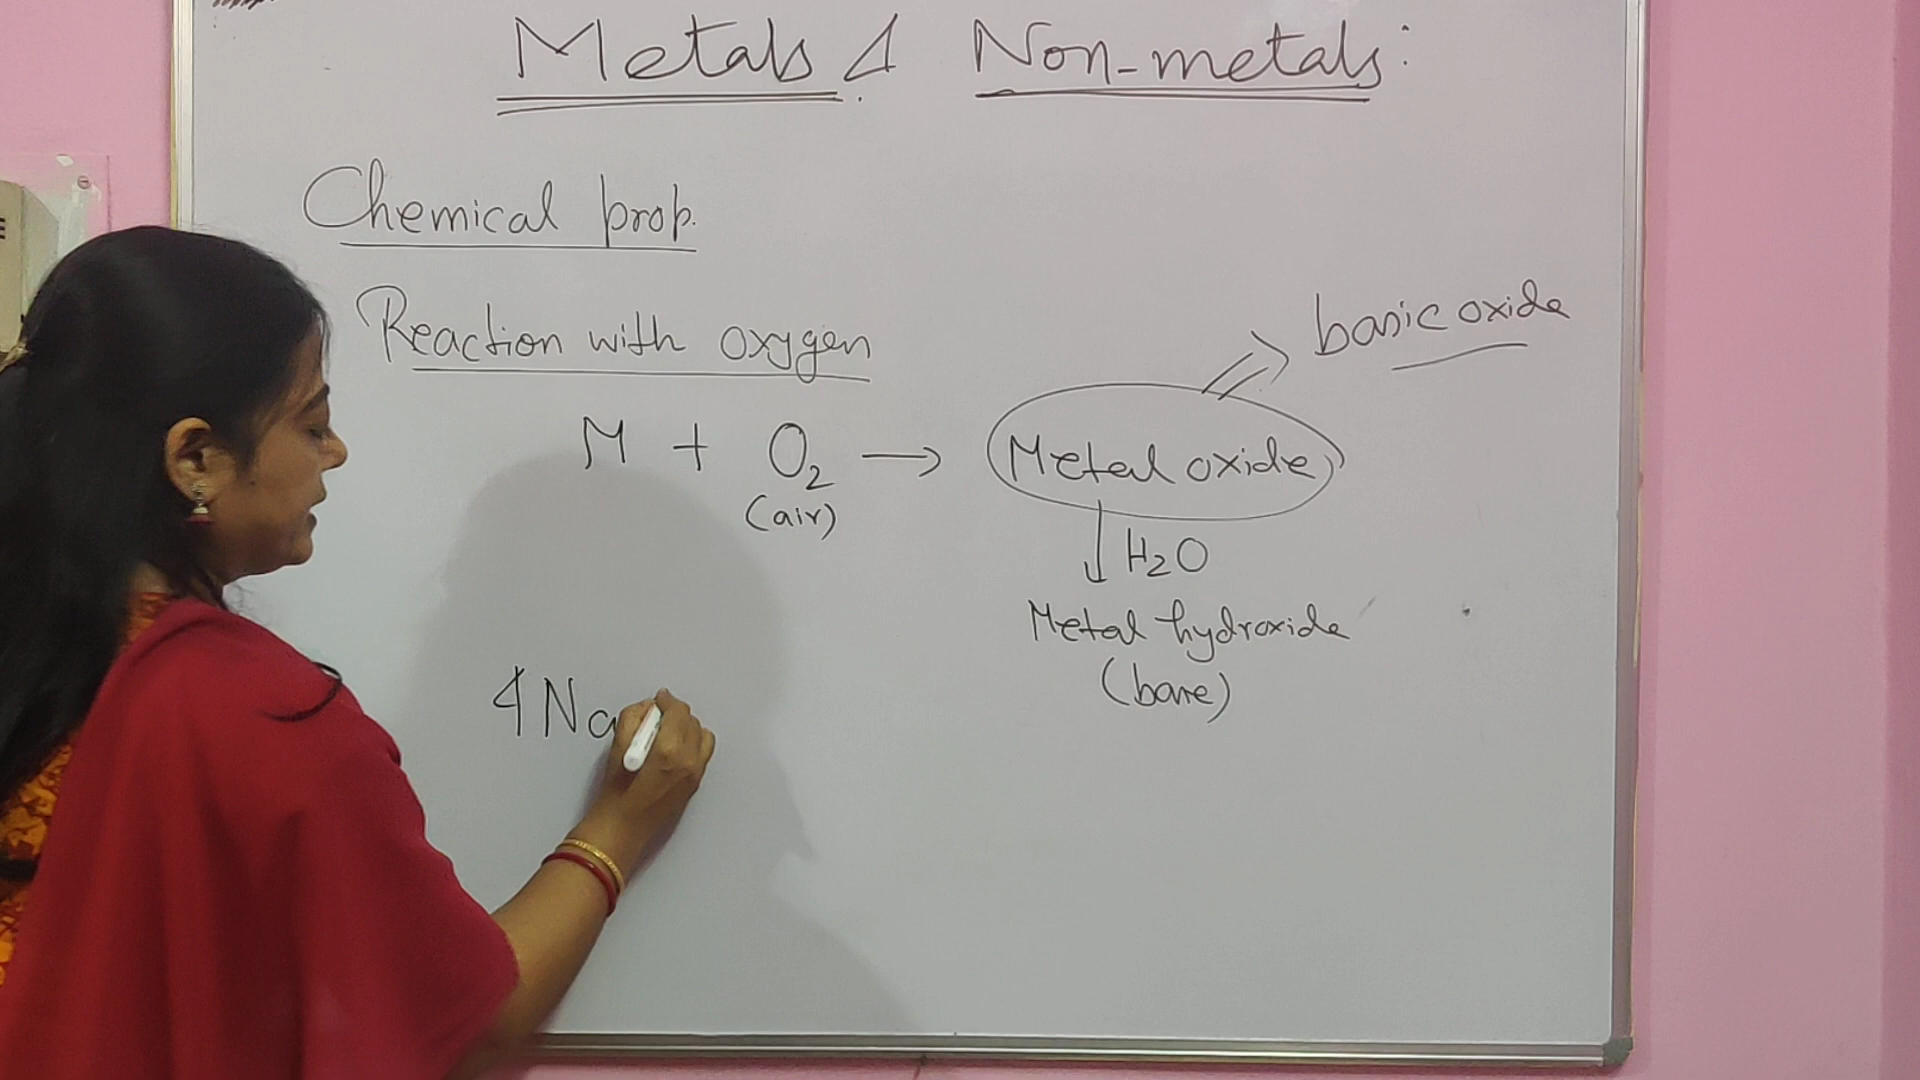 Metals & Non-metals:
Chemical prop.
Reaction with oxygen
basic oxide
M + O₂ → Metal oxide
(air)
↓ H₂O
Metal hydroxide
(base)
4Na